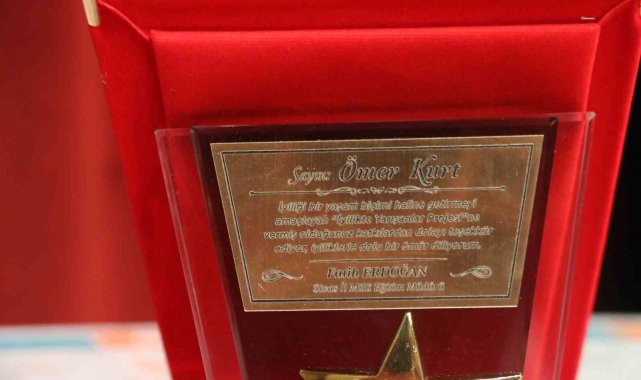 Sayın: Ömer Kurt
İyiliği bir yaşam biçimi haline getirmeyi
amaçlayan "İyilikte Yarışanlar Projesi"ne
vermiş olduğunuz katkılardan dolayı teşekkür
ediyor, iyiliklerle dolu bir ömür diliyorum.
Fatih ERDOĞAN
Sivas İl Milli Eğitim Müdürü